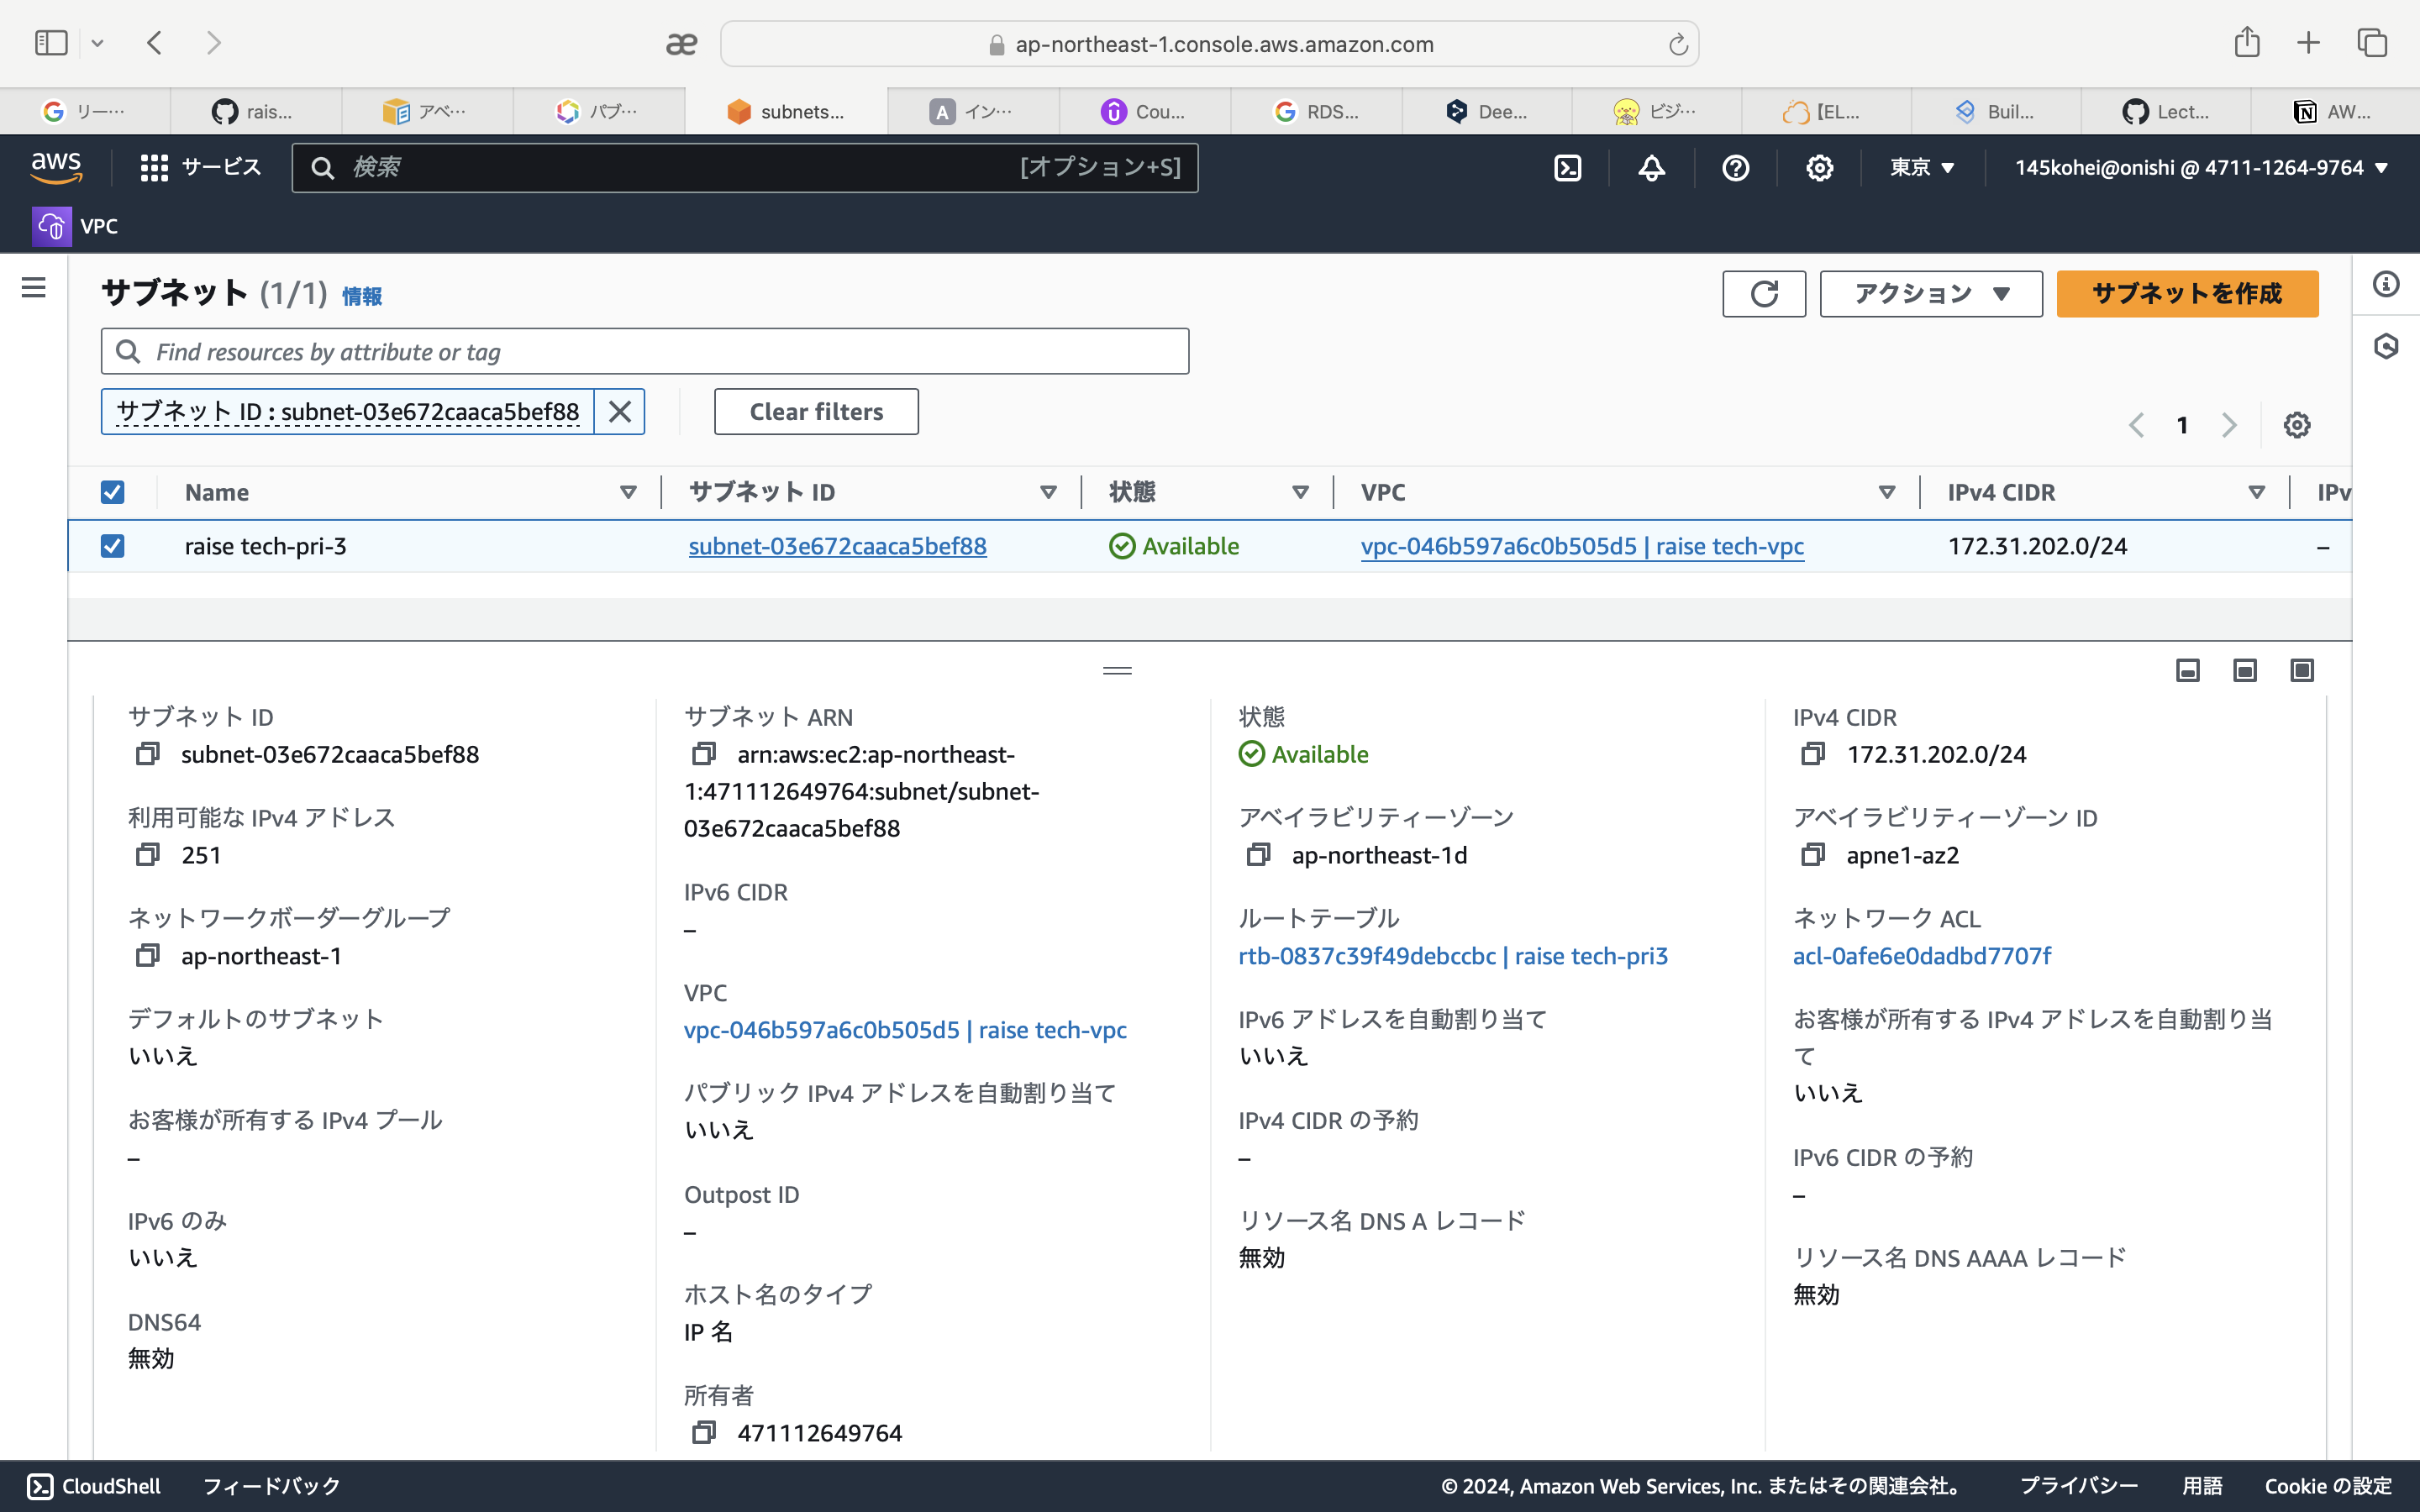 ap-northeast-1.console.aws.amazon.com
リー… rais... アベ… パブ… subnets... イン… Cou... RDS... Dee... ビジ… 【EL... Buil... Lect... AW...
aws サービス 検索 [オプション+S] 東京 145kohei@onishi @ 4711-1264-9764
VPC
サブネット (1/1) 情報 アクション サブネットを作成
Find resources by attribute or tag
サブネット ID : subnet-03e672caaca5bef88 Clear filters
1
Name サブネット ID 状態 VPC IPv4 CIDR IPv
raise tech-pri-3 subnet-03e672caaca5bef88 Available vpc-046b597a6c0b505d5 | raise tech-vpc 172.31.202.0/24 –
サブネット ID
subnet-03e672caaca5bef88
利用可能な IPv4 アドレス
251
ネットワークボーダーグループ
ap-northeast-1
デフォルトのサブネット
いいえ
お客様が所有する IPv4 プール
–
IPv6 のみ
いいえ
DNS64
無効
サブネット ARN
arn:aws:ec2:ap-northeast-
1:471112649764:subnet/subnet-
03e672caaca5bef88
IPv6 CIDR
–
VPC
vpc-046b597a6c0b505d5 | raise tech-vpc
パブリック IPv4 アドレスを自動割り当て
いいえ
Outpost ID
–
ホスト名のタイプ
IP 名
所有者
471112649764
状態
Available
アベイラビリティーゾーン
ap-northeast-1d
ルートテーブル
rtb-0837c39f49debccbc | raise tech-pri3
IPv6 アドレスを自動割り当て
いいえ
IPv4 CIDR の予約
–
リソース名 DNS A レコード
無効
IPv4 CIDR
172.31.202.0/24
アベイラビリティーゾーン ID
apne1-az2
ネットワーク ACL
acl-0afe6e0dadbd7707f
お客様が所有する IPv4 アドレスを自動割り当
て
いいえ
IPv6 CIDR の予約
–
リソース名 DNS AAAA レコード
無効
CloudShell フィードバック © 2024, Amazon Web Services, Inc. またはその関連会社。 プライバシー 用語 Cookie の設定